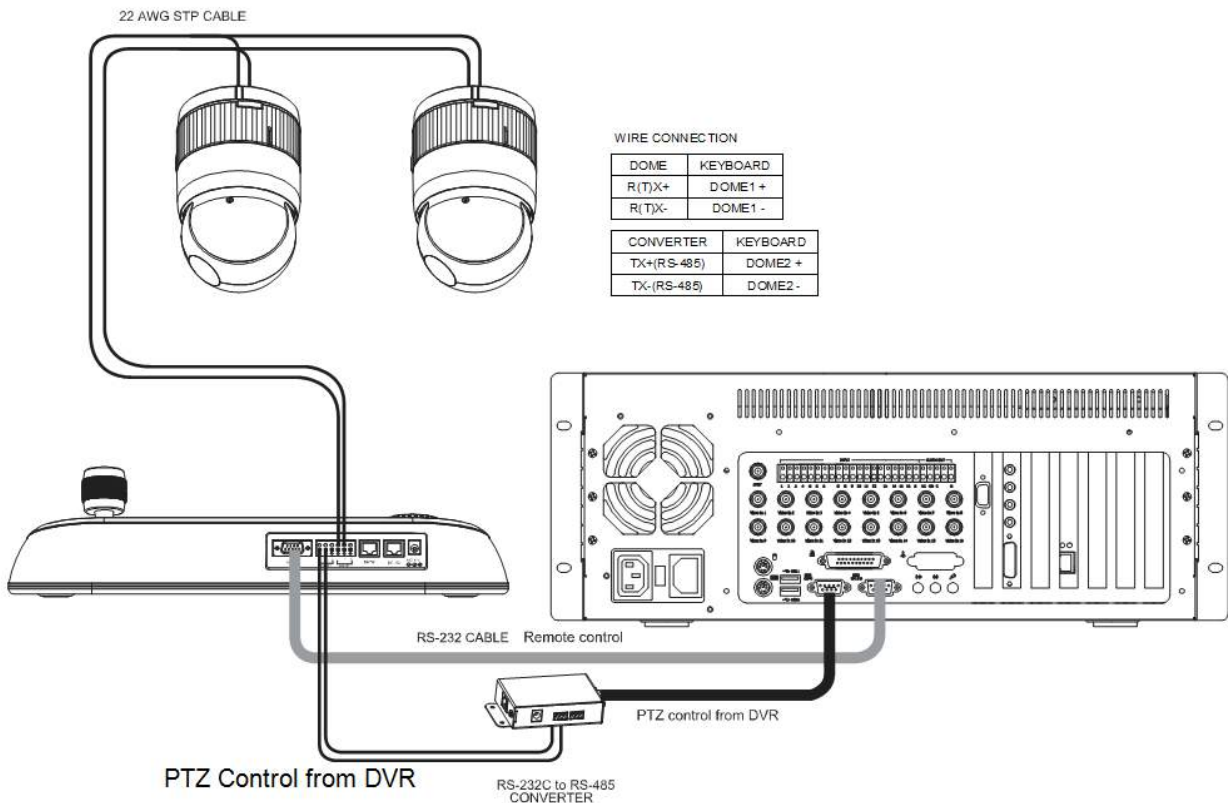 22 AWG STP CABLE
WIRE CONNECTION
DOME KEYBOARD
R(T)X+ DOME1 +
R(T)X- DOME1 -
CONVERTER KEYBOARD
TX+(RS-485) DOME2 +
TX-(RS-485) DOME2 -
RS-232 CABLE Remote control
PTZ control from DVR
PTZ Control from DVR
RS-232C to RS-485
CONVERTER